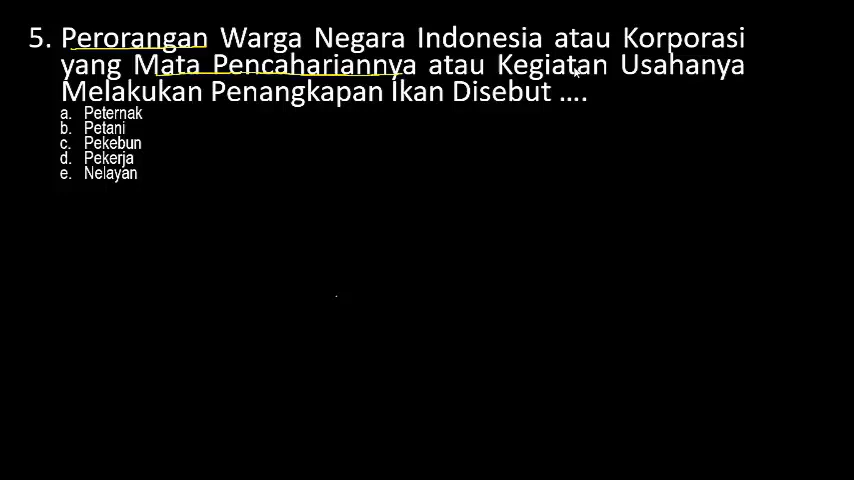 5. Perorangan Warga Negara Indonesia atau Korporasi
yang Mata Pencahariannya atau Kegiatan Usahanya
Melakukan Penangkapan Ikan Disebut ....
a. Peternak
b. Petani
c. Pekebun
d. Pekerja
e. Nelayan